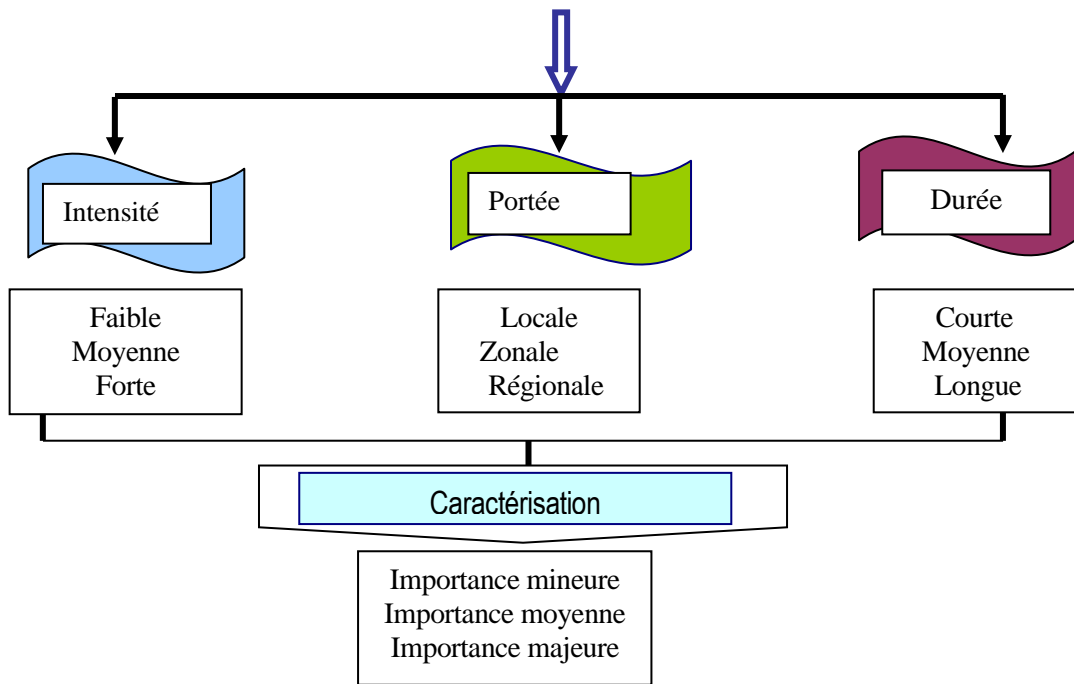 Intensité
Portée
Durée
Faible
Moyenne
Forte
Locale
Zonale
Régionale
Courte
Moyenne
Longue
Caractérisation
Importance mineure
Importance moyenne
Importance majeure